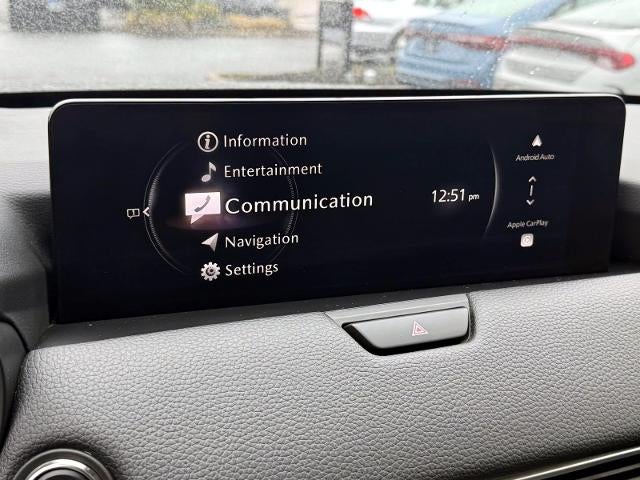 Information
Entertainment
Communication
Navigation
Settings
12:51 pm
Android Auto
Apple CarPlay